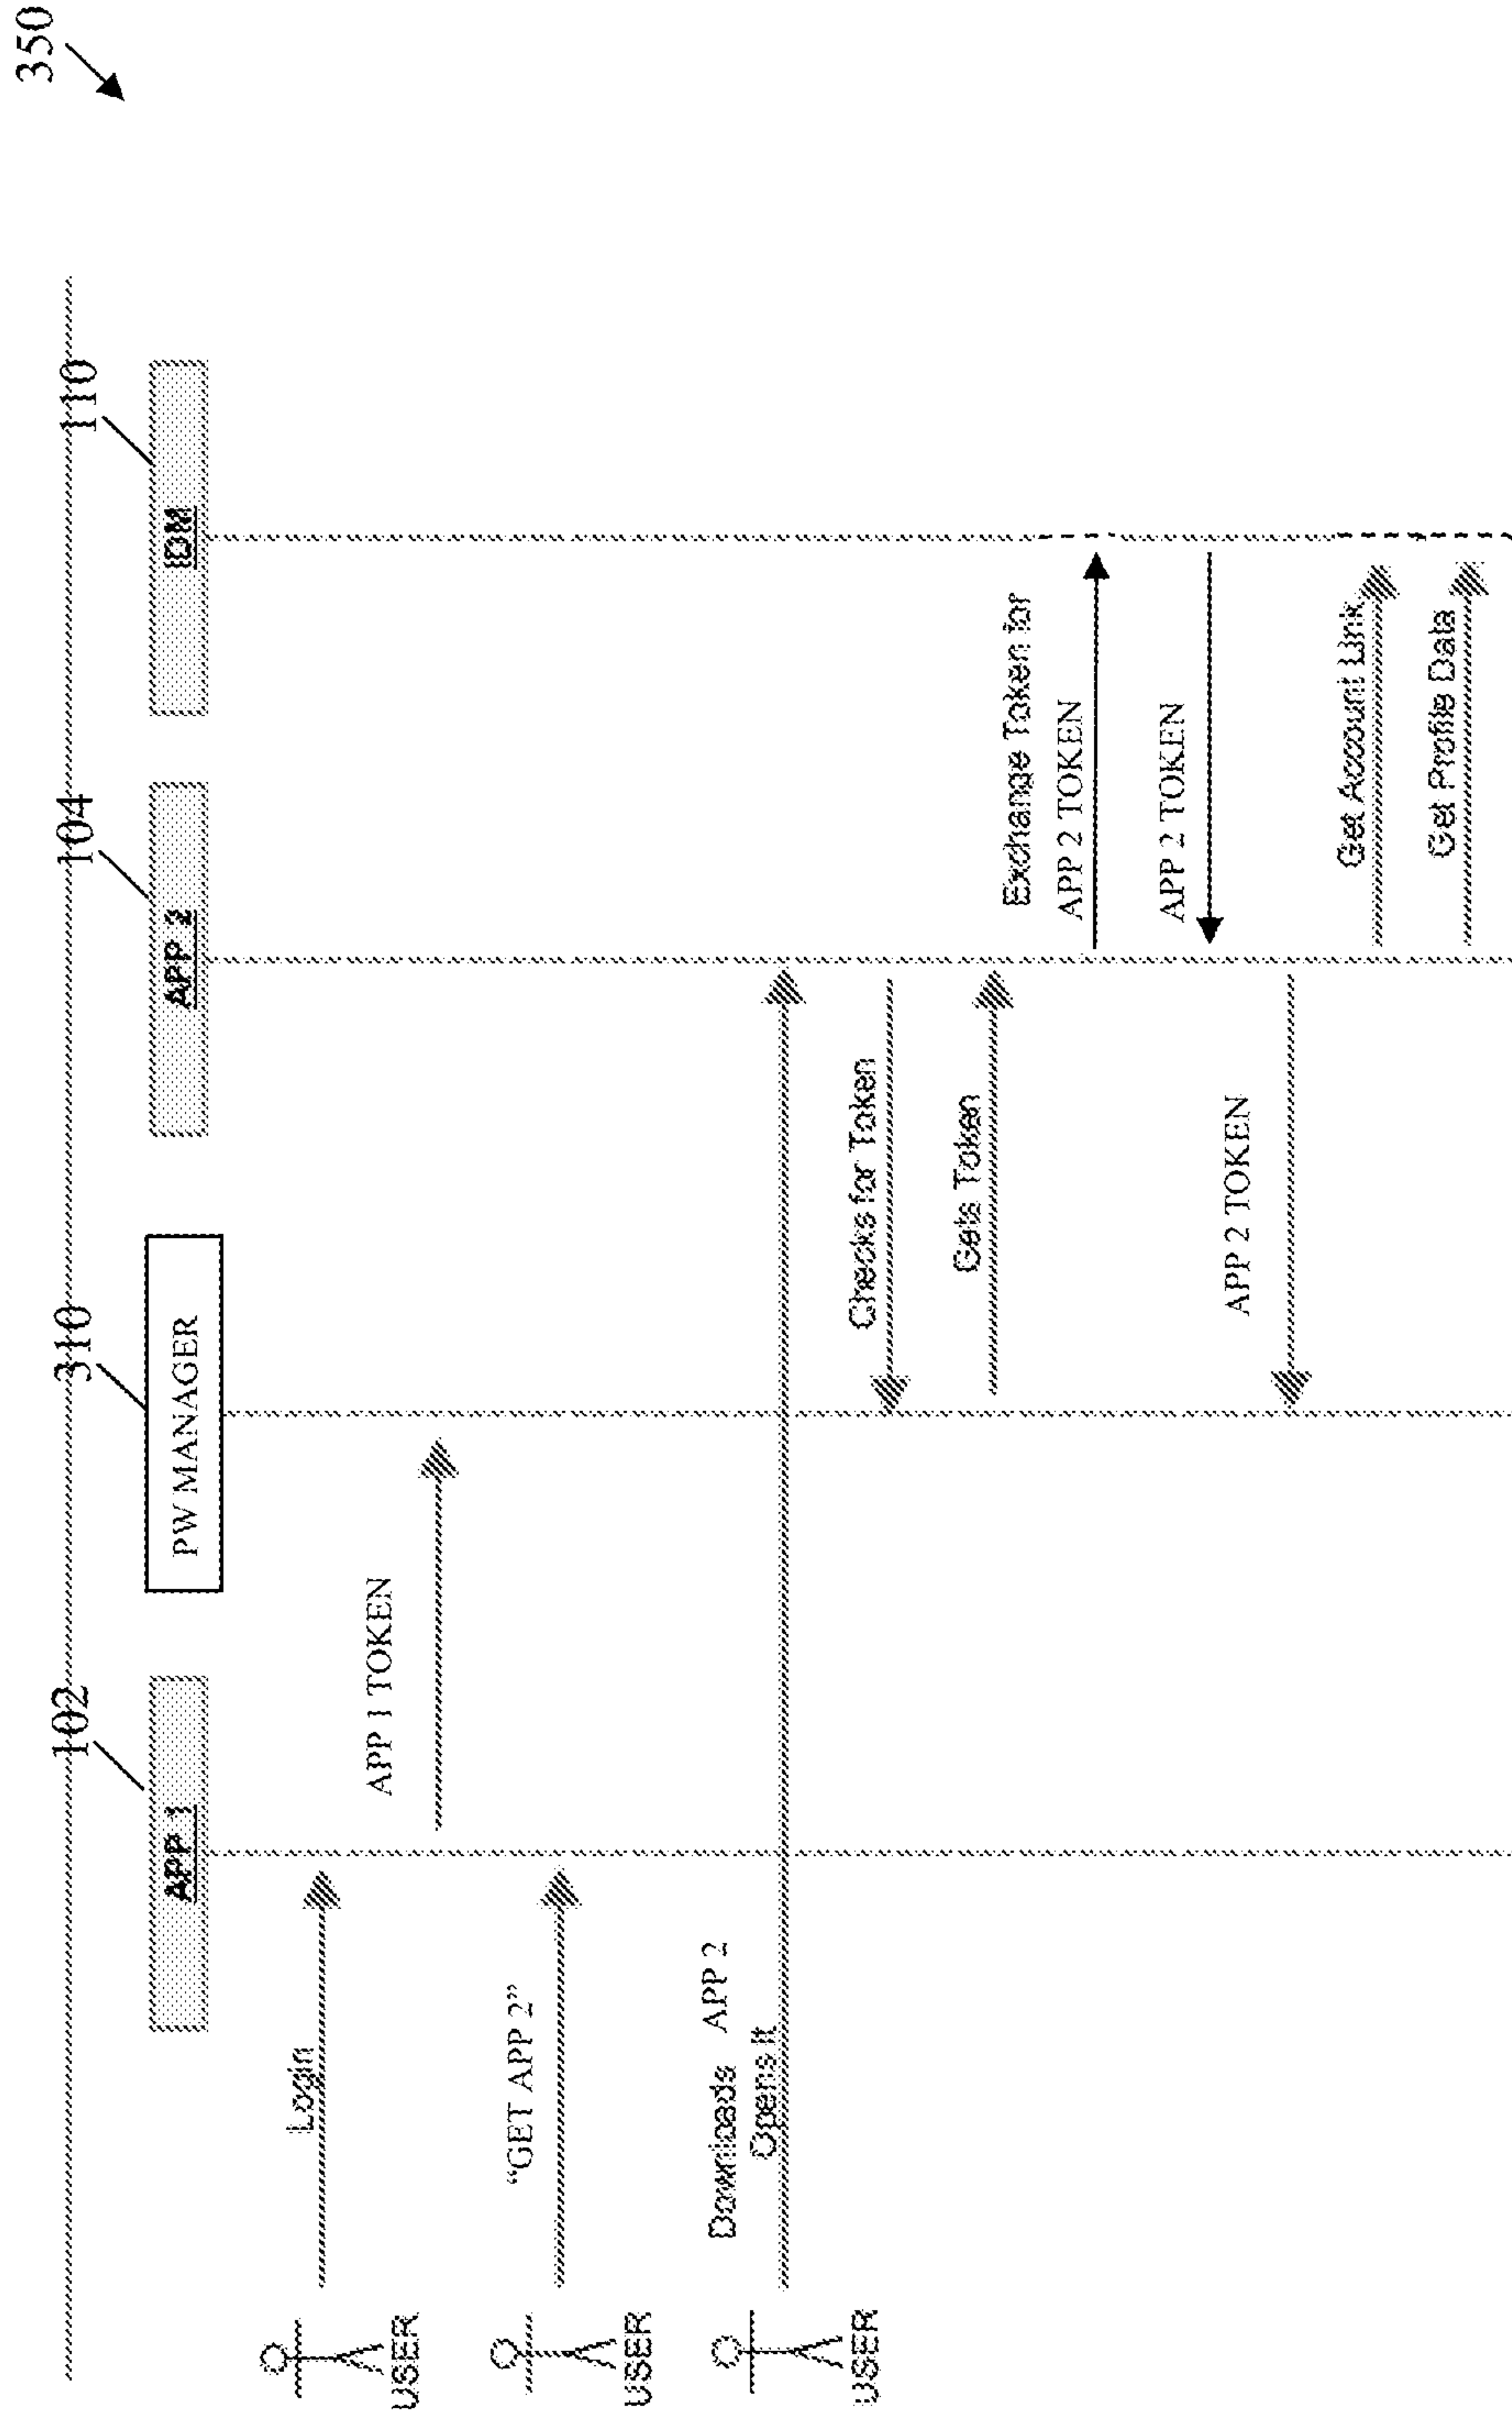 350
102
310
104
110
APP 1
PW MANAGER
APP 2
IDM
Login
USER
APP 1 TOKEN
“GET APP 2”
USER
Downloads APP 2
Opens It
USER
Checks for Token
Gets Token
Exchange Token for
APP 2 TOKEN
APP 2 TOKEN
APP 2 TOKEN
Get Account Link
Get Profile Data